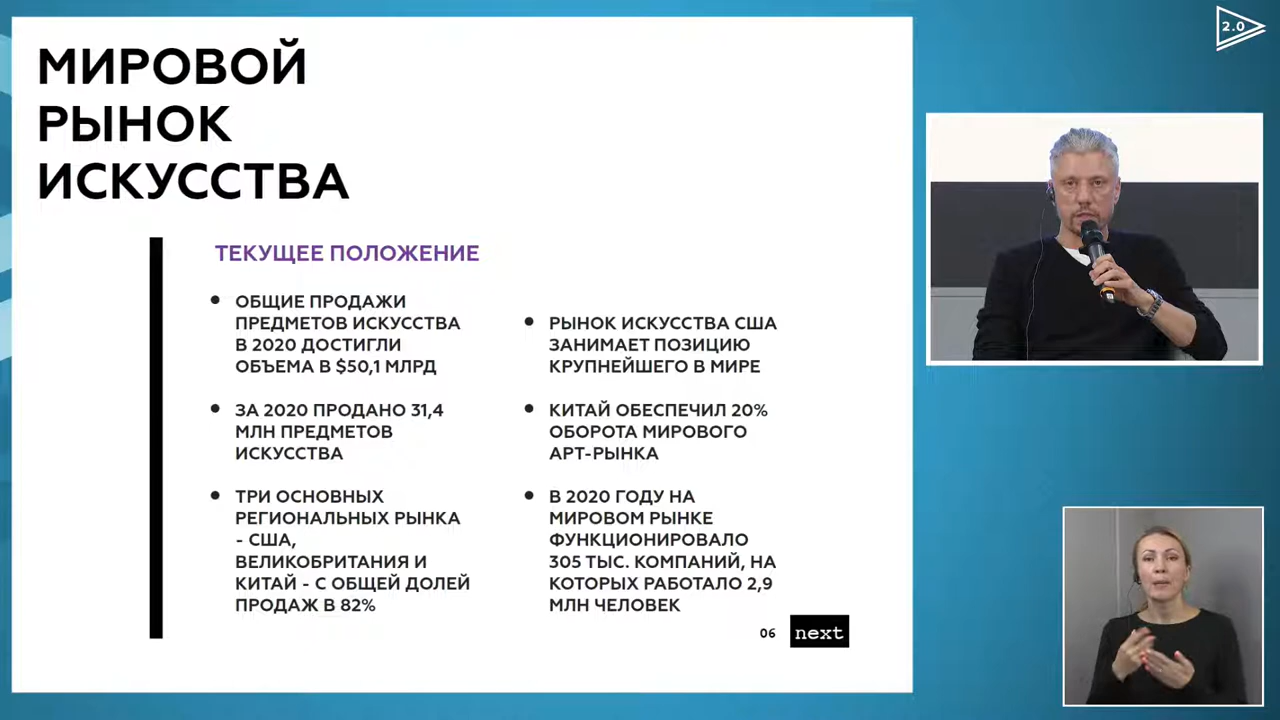 МИРОВОЙ
РЫНОК
ИСКУССТВА
ТЕКУЩЕЕ ПОЛОЖЕНИЕ
ОБЩИЕ ПРОДАЖИ
ПРЕДМЕТОВ ИСКУССТВА
В 2020 ДОСТИГЛИ
ОБЪЕМА В $50,1 МЛРД
ЗА 2020 ПРОДАНО 31,4
МЛН ПРЕДМЕТОВ
ИСКУССТВА
ТРИ ОСНОВНЫХ
РЕГИОНАЛЬНЫХ РЫНКА
- США,
ВЕЛИКОБРИТАНИЯ И
КИТАЙ - С ОБЩЕЙ ДОЛЕЙ
ПРОДАЖ В 82%
РЫНОК ИСКУССТВА США
ЗАНИМАЕТ ПОЗИЦИЮ
КРУПНЕЙШЕГО В МИРЕ
КИТАЙ ОБЕСПЕЧИЛ 20%
ОБОРОТА МИРОВОГО
АРТ-РЫНКА
В 2020 ГОДУ НА
МИРОВОМ РЫНКЕ
ФУНКЦИОНИРОВАЛО
305 ТЫС. КОМПАНИЙ, НА
КОТОРЫХ РАБОТАЛО 2,9
МЛН ЧЕЛОВЕК
06
next
2.0